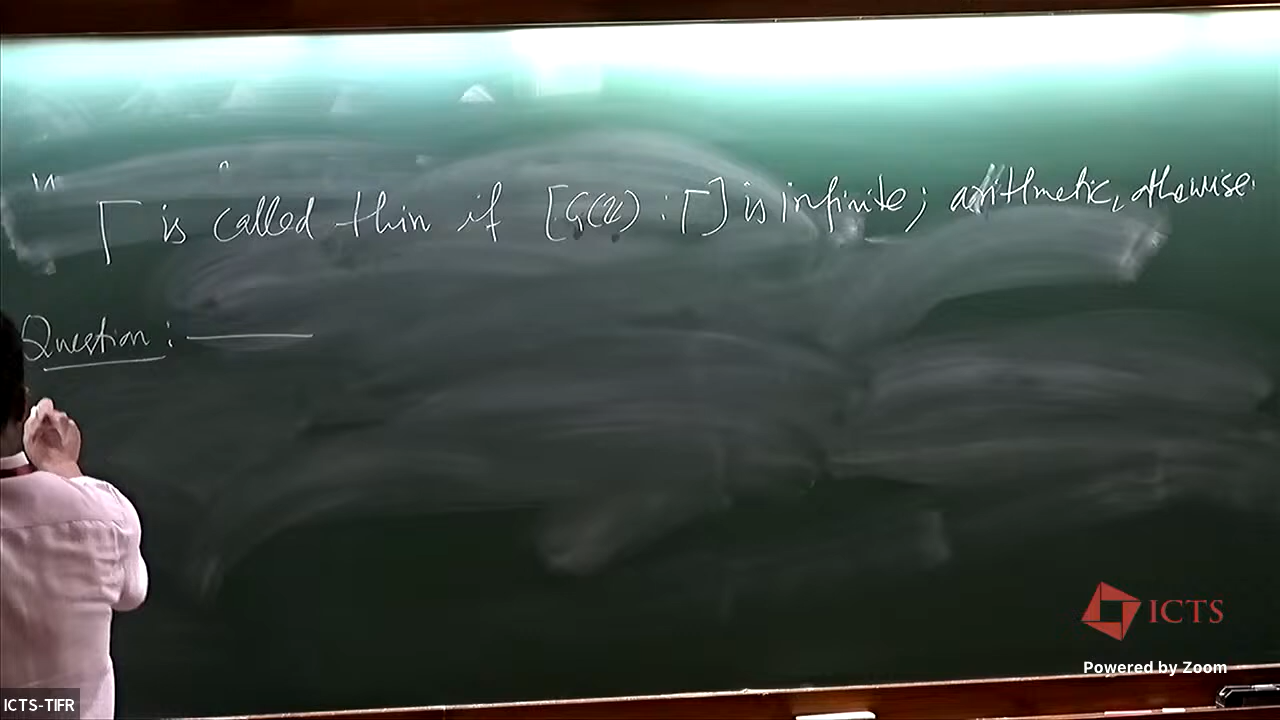 Γ is called thin if [G(ℤ) : Γ] is infinite; arithmetic, otherwise.
Question :
ICTS
Powered by Zoom
ICTS-TIFR